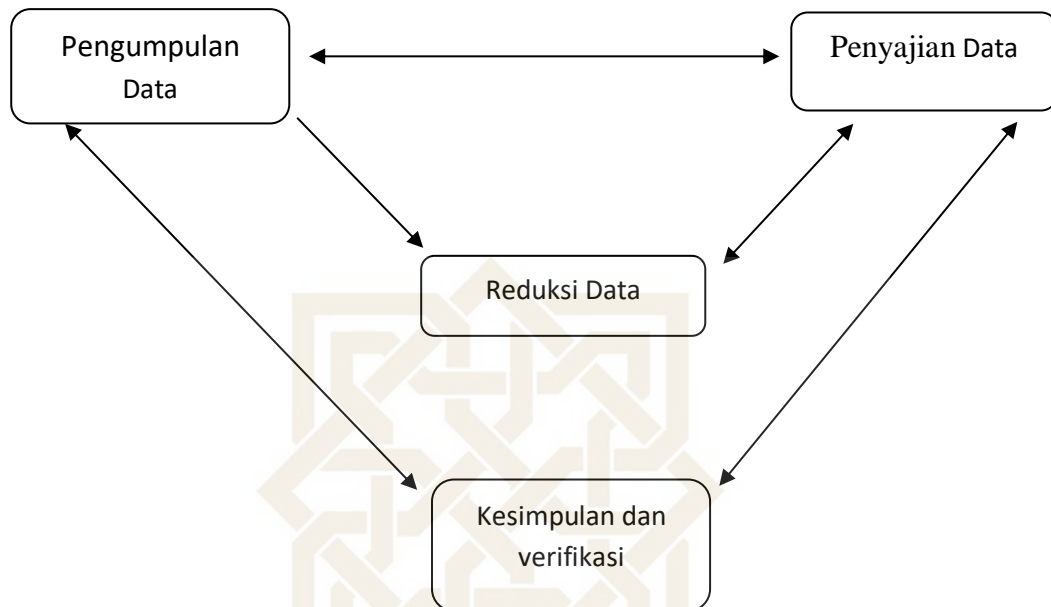 Pengumpulan
Data
Penyajian Data
Reduksi Data
Kesimpulan dan
verifikasi